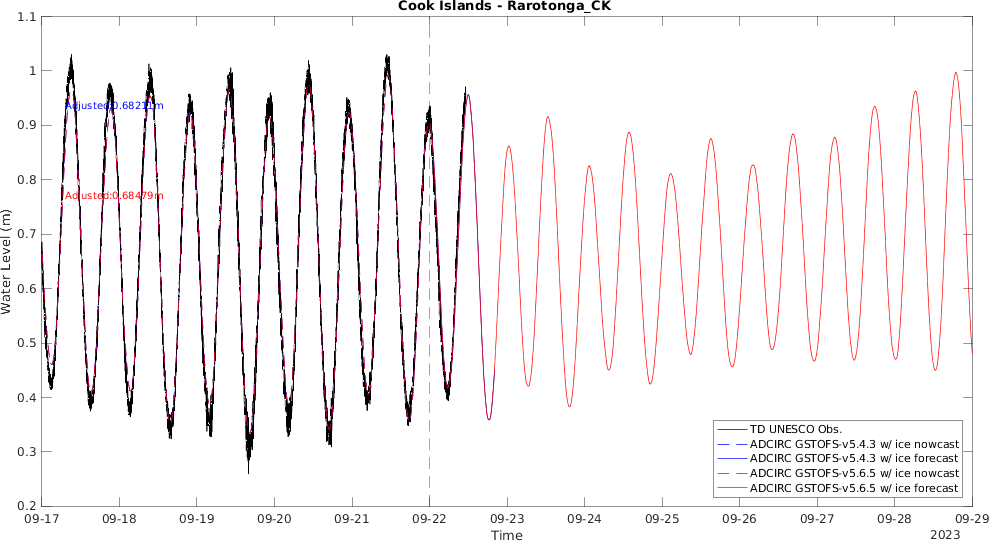 Cook Islands - Rarotonga_CK
1.1
1
0.9
0.8
0.7
0.6
0.5
0.4
0.3
0.2
Water Level (m)
Adjusted:0.68211m
Adjusted:0.68479m
TD UNESCO Obs.
ADCIRC GSTOFS-v5.4.3 w/ ice nowcast
ADCIRC GSTOFS-v5.4.3 w/ ice forecast
ADCIRC GSTOFS-v5.6.5 w/ ice nowcast
ADCIRC GSTOFS-v5.6.5 w/ ice forecast
09-17 09-18 09-19 09-20 09-21 09-22 09-23 09-24 09-25 09-26 09-27 09-28 09-29
Time
2023